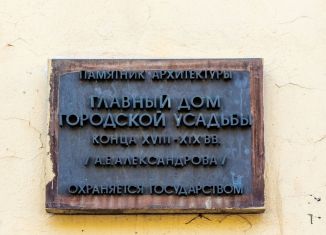 ПАМЯТНИК АРХИТЕКТУРЫ
ГЛАВНЫЙ ДОМ
ГОРОДСКОЙ УСАДЬБЫ
КОНЦА XVIII-XIX ВВ.
/ А.Е.АЛЕКСАНДРОВА /
ОХРАНЯЕТСЯ ГОСУДАРСТВОМ